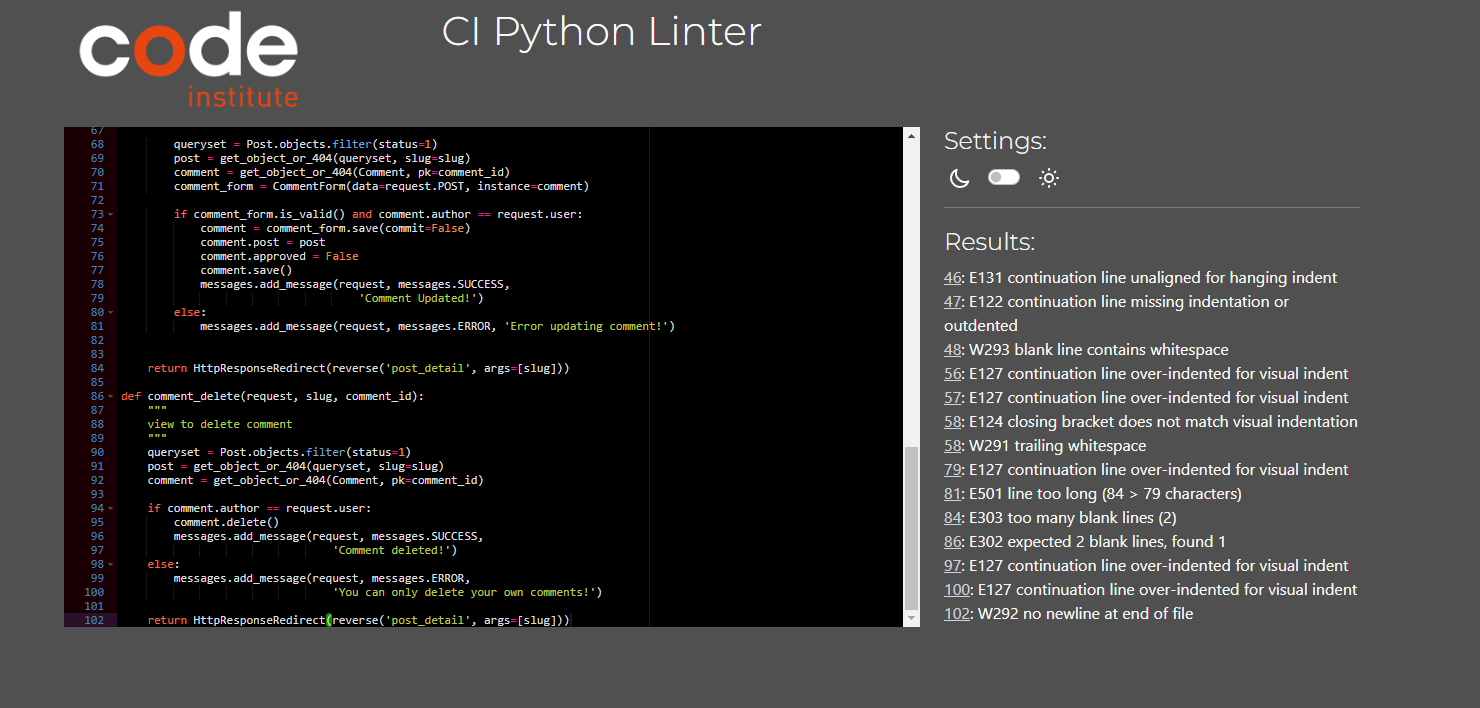 code
institute
CI Python Linter
67
68 queryset = Post.objects.filter(status=1)
69 post = get_object_or_404(queryset, slug=slug)
70 comment = get_object_or_404(Comment, pk=comment_id)
71 comment_form = CommentForm(data=request.POST, instance=comment)
72
73 if comment_form.is_valid() and comment.author == request.user:
74 comment = comment_form.save(commit=False)
75 comment.post = post
76 comment.approved = False
77 comment.save()
78 messages.add_message(request, messages.SUCCESS,
79 'Comment Updated!')
80 else:
81 messages.add_message(request, messages.ERROR, 'Error updating comment!')
82
83
84 return HttpResponseRedirect(reverse('post_detail', args=[slug]))
85
86 def comment_delete(request, slug, comment_id):
87 """
88 view to delete comment
89 """
90 queryset = Post.objects.filter(status=1)
91 post = get_object_or_404(queryset, slug=slug)
92 comment = get_object_or_404(Comment, pk=comment_id)
93
94 if comment.author == request.user:
95 comment.delete()
96 messages.add_message(request, messages.SUCCESS,
97 'Comment deleted!')
98 else:
99 messages.add_message(request, messages.ERROR,
100 'You can only delete your own comments!')
101
102 return HttpResponseRedirect(reverse('post_detail', args=[slug]))
Settings:
Results:
46: E131 continuation line unaligned for hanging indent
47: E122 continuation line missing indentation or
outdented
48: W293 blank line contains whitespace
56: E127 continuation line over-indented for visual indent
57: E127 continuation line over-indented for visual indent
58: E124 closing bracket does not match visual indentation
58: W291 trailing whitespace
79: E127 continuation line over-indented for visual indent
81: E501 line too long (84 > 79 characters)
84: E303 too many blank lines (2)
86: E302 expected 2 blank lines, found 1
97: E127 continuation line over-indented for visual indent
100: E127 continuation line over-indented for visual indent
102: W292 no newline at end of file